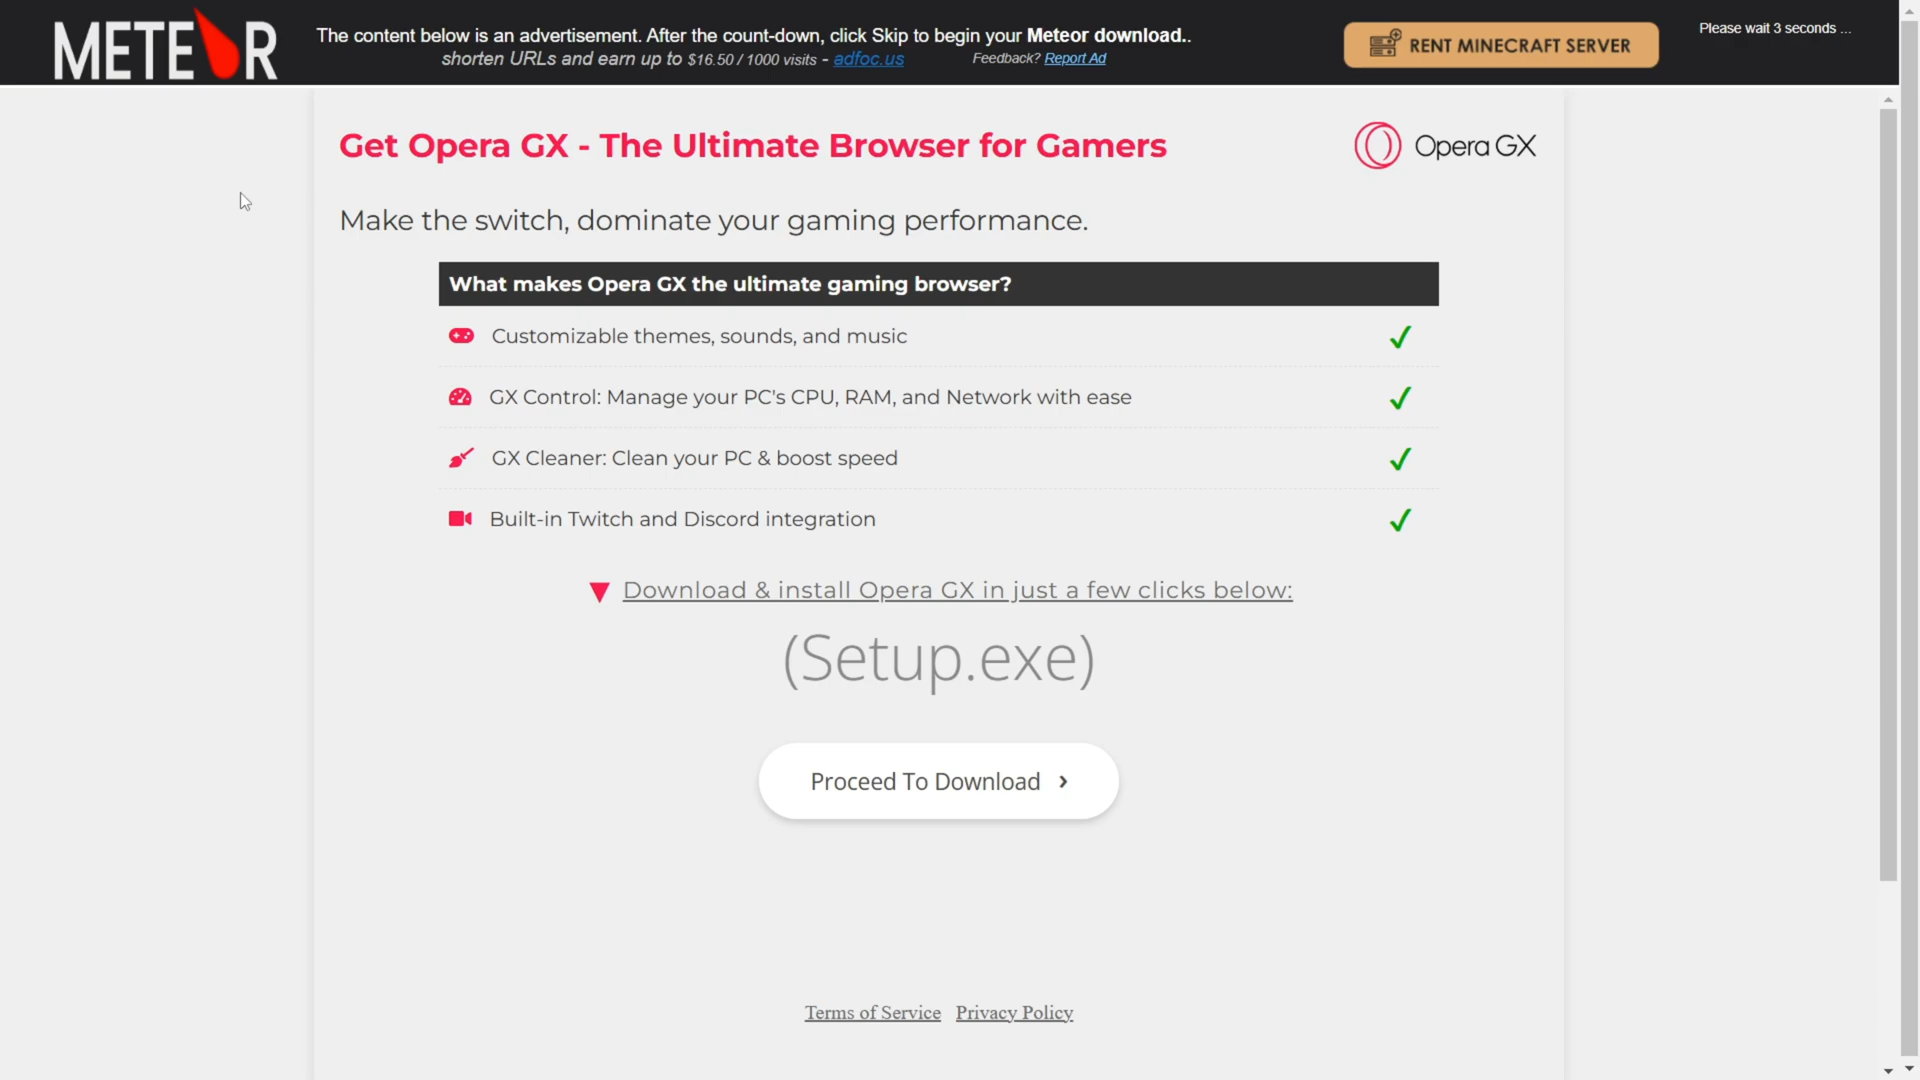 METEOR
The content below is an advertisement. After the count-down, click Skip to begin your Meteor download..
shorten URLs and earn up to $16.50 / 1000 visits - adfoc.us
Feedback? Report Ad
RENT MINECRAFT SERVER
Please wait 3 seconds ...
Get Opera GX - The Ultimate Browser for Gamers
Opera GX
Make the switch, dominate your gaming performance.
What makes Opera GX the ultimate gaming browser?
Customizable themes, sounds, and music
GX Control: Manage your PC's CPU, RAM, and Network with ease
GX Cleaner: Clean your PC & boost speed
Built-in Twitch and Discord integration
Download & install Opera GX in just a few clicks below:
(Setup.exe)
Proceed To Download
Terms of Service Privacy Policy